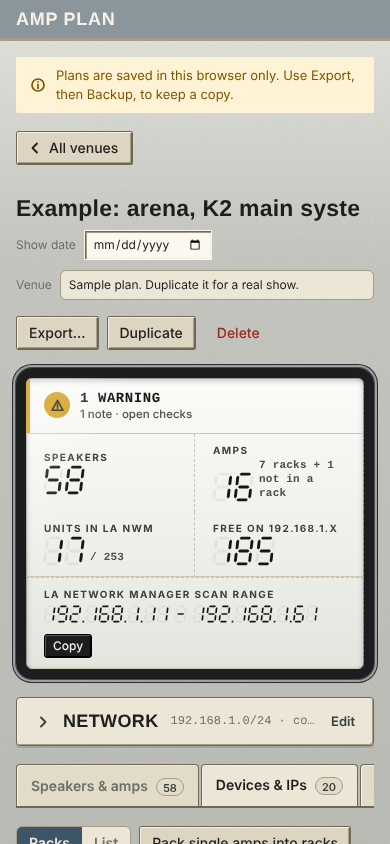 AMP PLAN
Plans are saved in this browser only. Use Export,
then Backup, to keep a copy.
All venues
Example: arena, K2 main syste
Show date mm/dd/yyyy
Venue Sample plan. Duplicate it for a real show.
Export… Duplicate Delete
1 WARNING
1 note · open checks
SPEAKERS
58
AMPS
16 7 racks + 1
not in a
rack
UNITS IN LA NWM
17 / 253
FREE ON 192.168.1.X
185
LA NETWORK MANAGER SCAN RANGE
192.168.1.11 - 192.168.1.61
Copy
NETWORK 192.168.1.0/24 · co… Edit
Speakers & amps 58 Devices & IPs 20
Racks List Pack single amps into racks